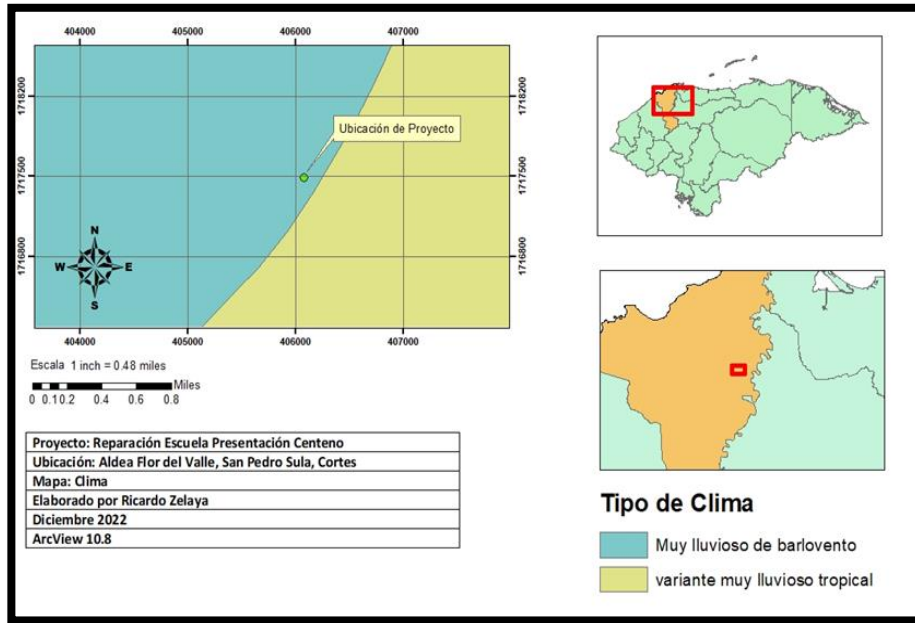 404000 405000 406000 407000
1718200 1718200
Ubicación de Proyecto
1717500 1717500
N
W E
S
1716800 1716800
404000 405000 406000 407000
Escala 1 inch = 0.48 miles
Miles
0 0.10.2 0.4 0.6 0.8
Proyecto: Reparación Escuela Presentación Centeno
Ubicación: Aldea Flor del Valle, San Pedro Sula, Cortes
Mapa: Clima
Elaborado por Ricardo Zelaya
Diciembre 2022
ArcView 10.8
Tipo de Clima
Muy lluvioso de barlovento
variante muy lluvioso tropical